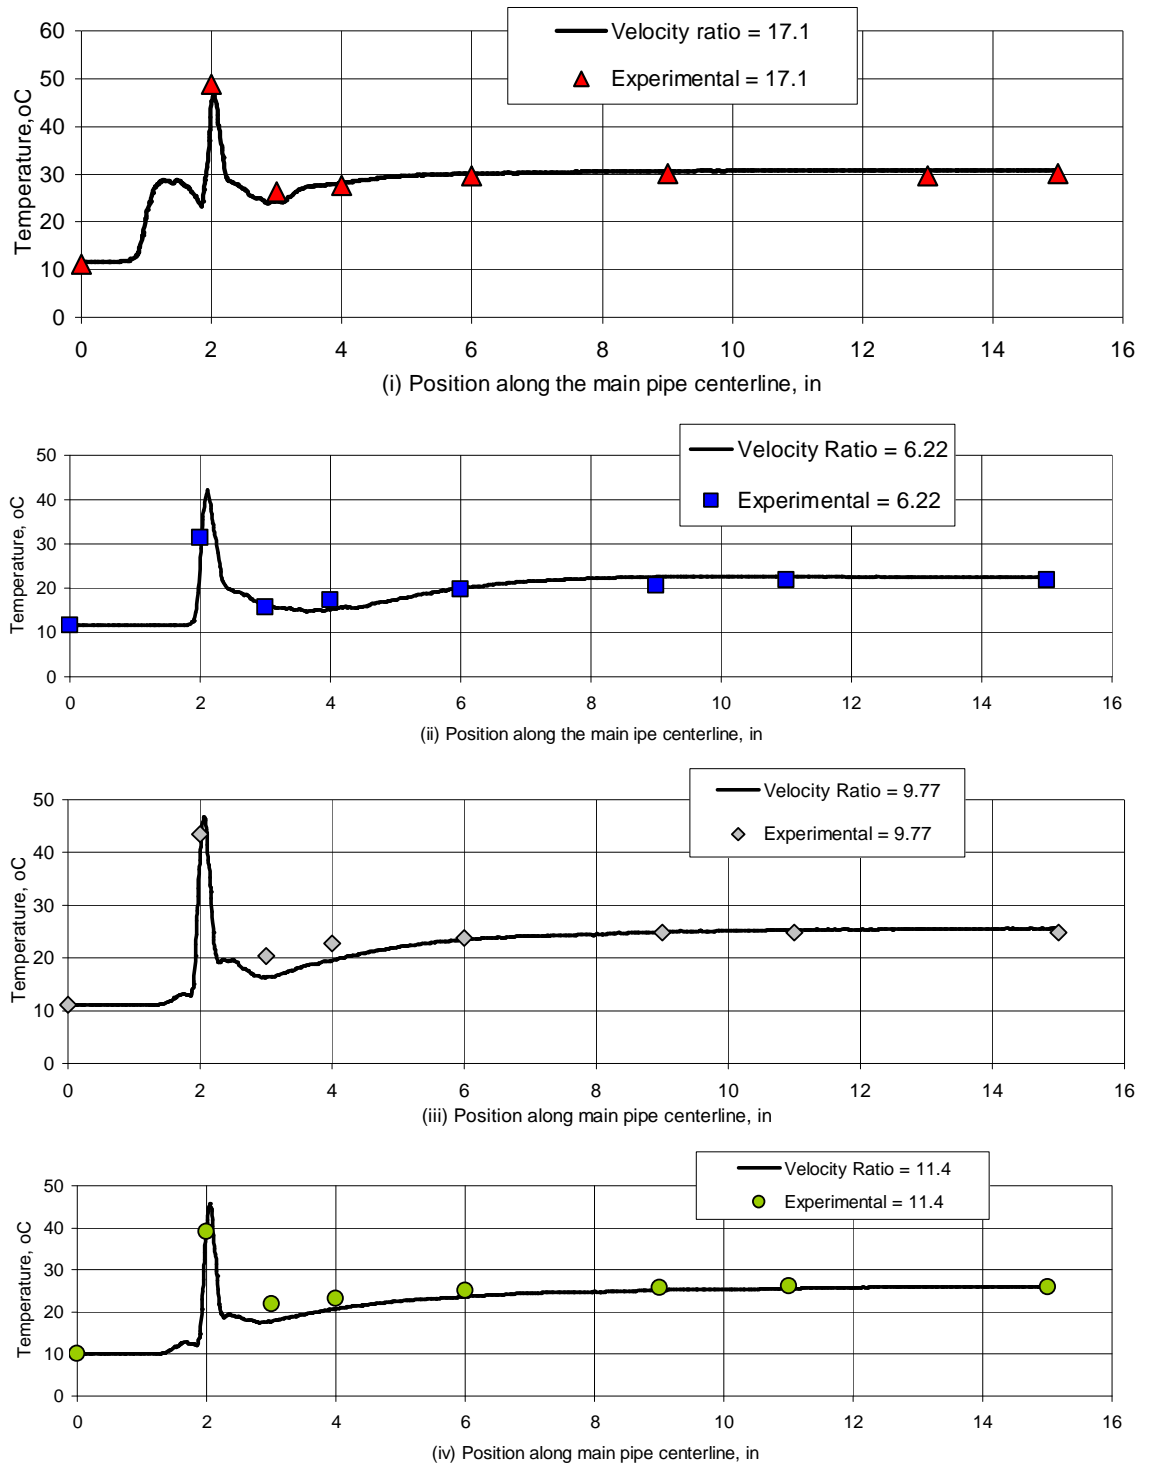 Velocity ratio = 17.1
Experimental = 17.1
Temperature,oC
60
50
40
30
20
10
0
0 2 4 6 8 10 12 14 16
(i) Position along the main pipe centerline, in
Velocity Ratio = 6.22
Experimental = 6.22
Temperature, oC
50
40
30
20
10
0
0 2 4 6 8 10 12 14 16
(ii) Position along the main ipe centerline, in
Velocity Ratio = 9.77
Experimental = 9.77
Temperature, oC
50
40
30
20
10
0
0 2 4 6 8 10 12 14 16
(iii) Position along main pipe centerline, in
Velocity Ratio = 11.4
Experimental = 11.4
Temperature, oC
50
40
30
20
10
0
0 2 4 6 8 10 12 14 16
(iv) Position along main pipe centerline, in